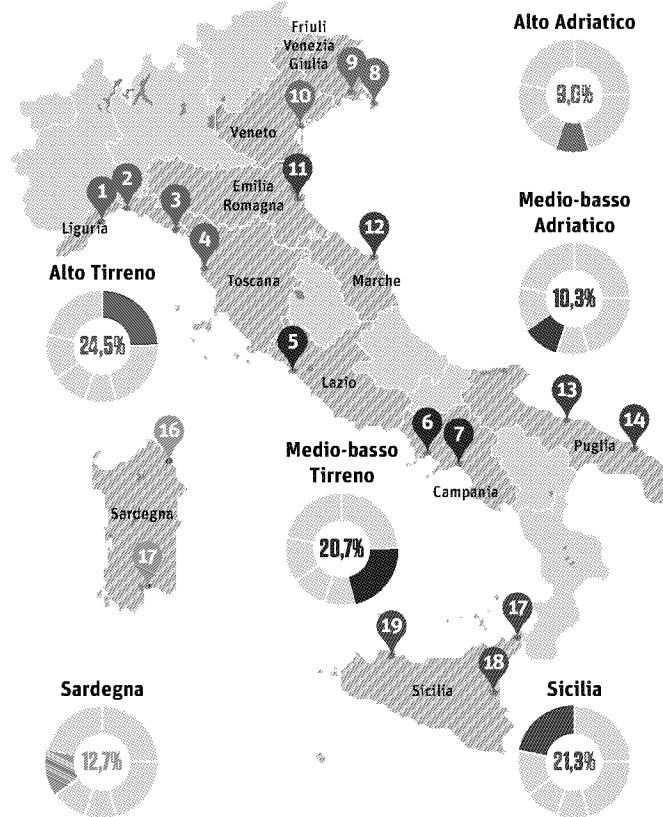 Friuli
Venezia
Giulia
Alto Adriatico
9,0%
9
8
10
Veneto
11
Emilia
Romagna
1
2
3
Liguria
4
Medio-basso
Adriatico
10,3%
12
Marche
Alto Tirreno
24,5%
Toscana
5
Lazio
13
14
Puglia
6
7
Campania
16
Sardegna
17
Medio-basso
Tirreno
20,7%
19
17
18
Sicilia
Sardegna
12,7%
Sicilia
21,3%